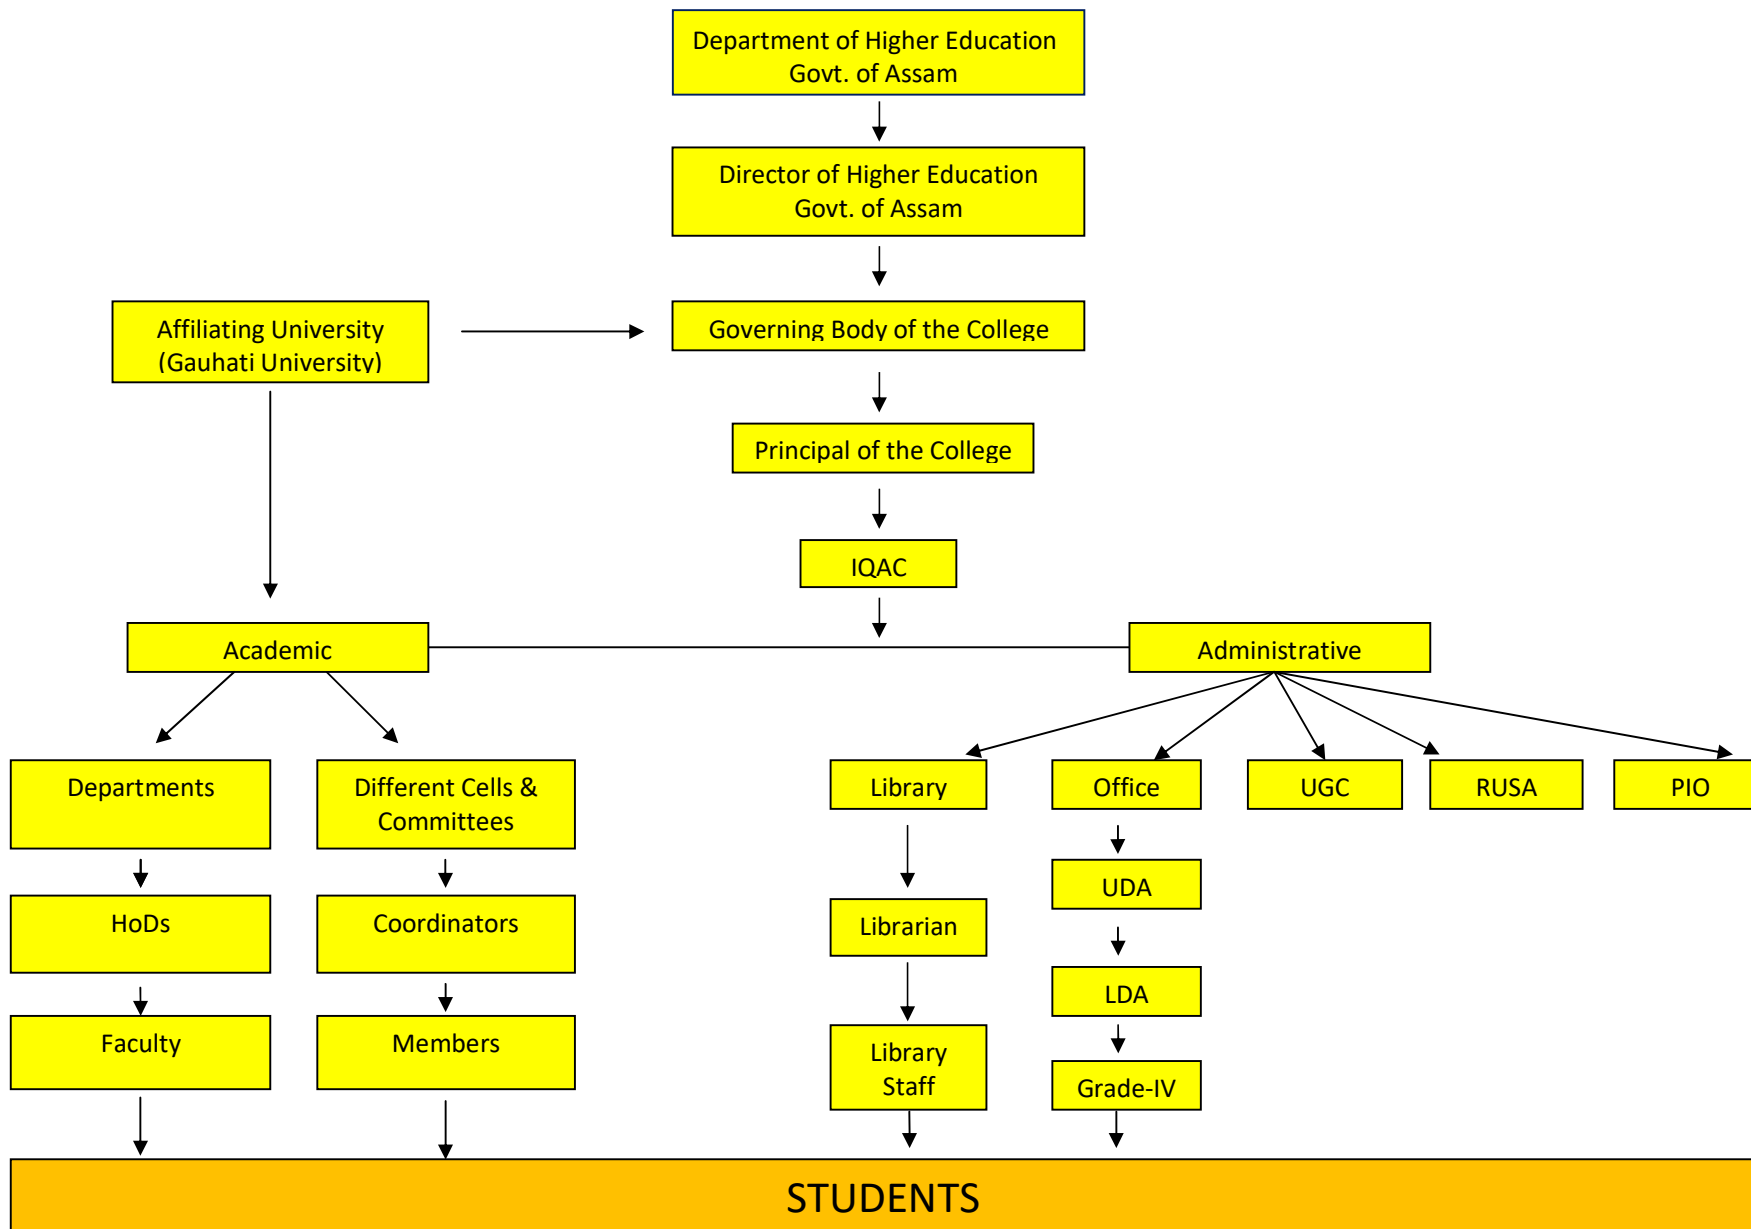 Department of Higher Education
Govt. of Assam
Director of Higher Education
Govt. of Assam
Affiliating University
(Gauhati University)
Governing Body of the College
Principal of the College
IQAC
Academic
Administrative
Departments
Different Cells &
Committees
Library
Office
UGC
RUSA
PIO
UDA
HoDs
Coordinators
Librarian
LDA
Faculty
Members
Library
Staff
Grade-IV
STUDENTS